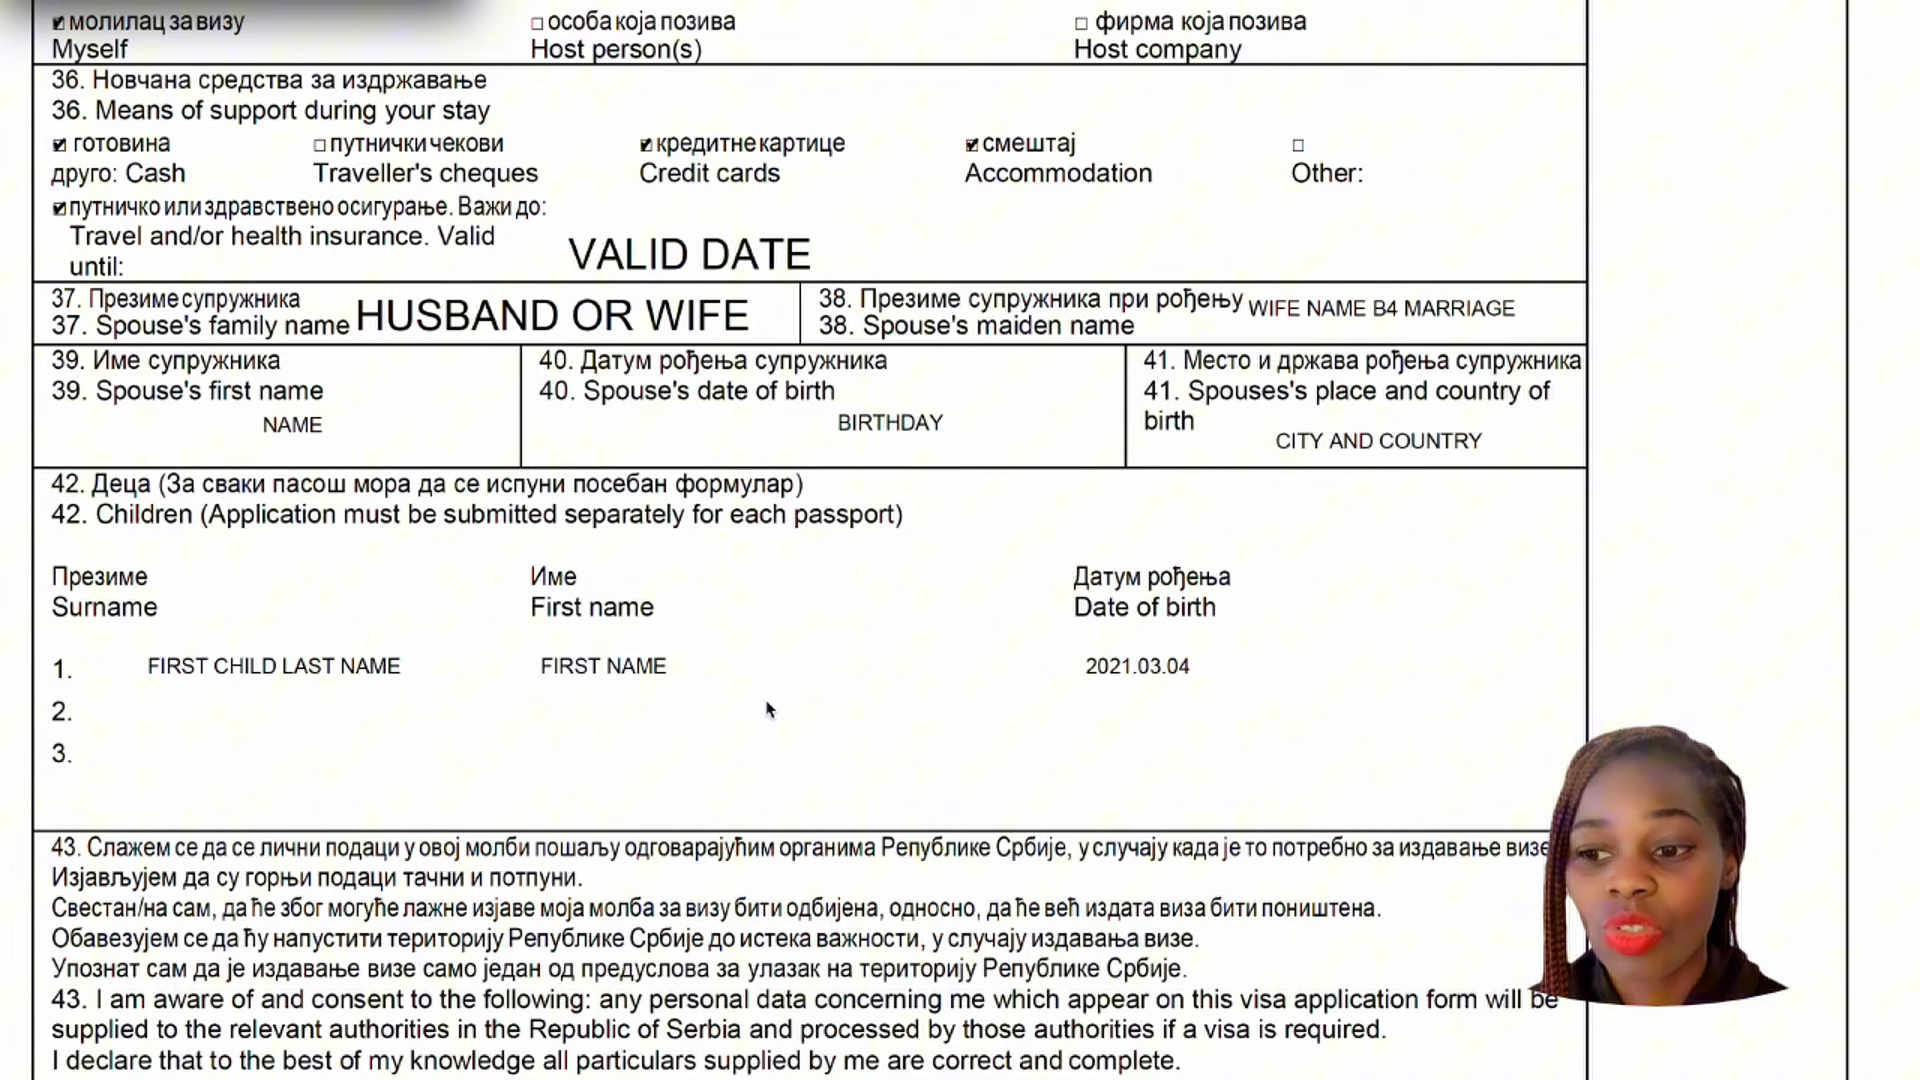 молилац за визу особа која позива фирма која позива
Myself Host person(s) Host company
36. Новчана средства за издржавање
36. Means of support during your stay
готовина путнички чекови кредитне картице смештај
друго: Cash Traveller's cheques Credit cards Accommodation Other:
путничко или здравствено осигурање. Важи до:
Travel and/or health insurance. Valid
until: VALID DATE
37. Презиме супружника
37. Spouse's family name HUSBAND OR WIFE
38. Презиме супружника при рођењу WIFE NAME B4 MARRIAGE
38. Spouse's maiden name
39. Име супружника
39. Spouse's first name
NAME
40. Датум рођења супружника
40. Spouse's date of birth
BIRTHDAY
41. Место и држава рођења супружника
41. Spouses's place and country of
birth
CITY AND COUNTRY
42. Деца (За сваки пасош мора да се испуни посебан формулар)
42. Children (Application must be submitted separately for each passport)
Презиме Име Датум рођења
Surname First name Date of birth
1. FIRST CHILD LAST NAME FIRST NAME 2021.03.04
2.
3.
43. Слажем се да се лични подаци у овој молби пошаљу одговарајућим органима Републике Србије, у случају када је то потребно за издавање визе
Изјављујем да су горњи подаци тачни и потпуни.
Свестан/на сам, да ће због могуће лажне изјаве моја молба за визу бити одбијена, односно, да ће већ издата виза бити поништена.
Обавезујем се да ћу напустити територију Републике Србије до истека важности, у случају издавања визе.
Упознат сам да је издавање визе само један од предуслова за улазак на територију Републике Србије.
43. I am aware of and consent to the following: any personal data concerning me which appear on this visa application form will be
supplied to the relevant authorities in the Republic of Serbia and processed by those authorities if a visa is required.
I declare that to the best of my knowledge all particulars supplied by me are correct and complete.